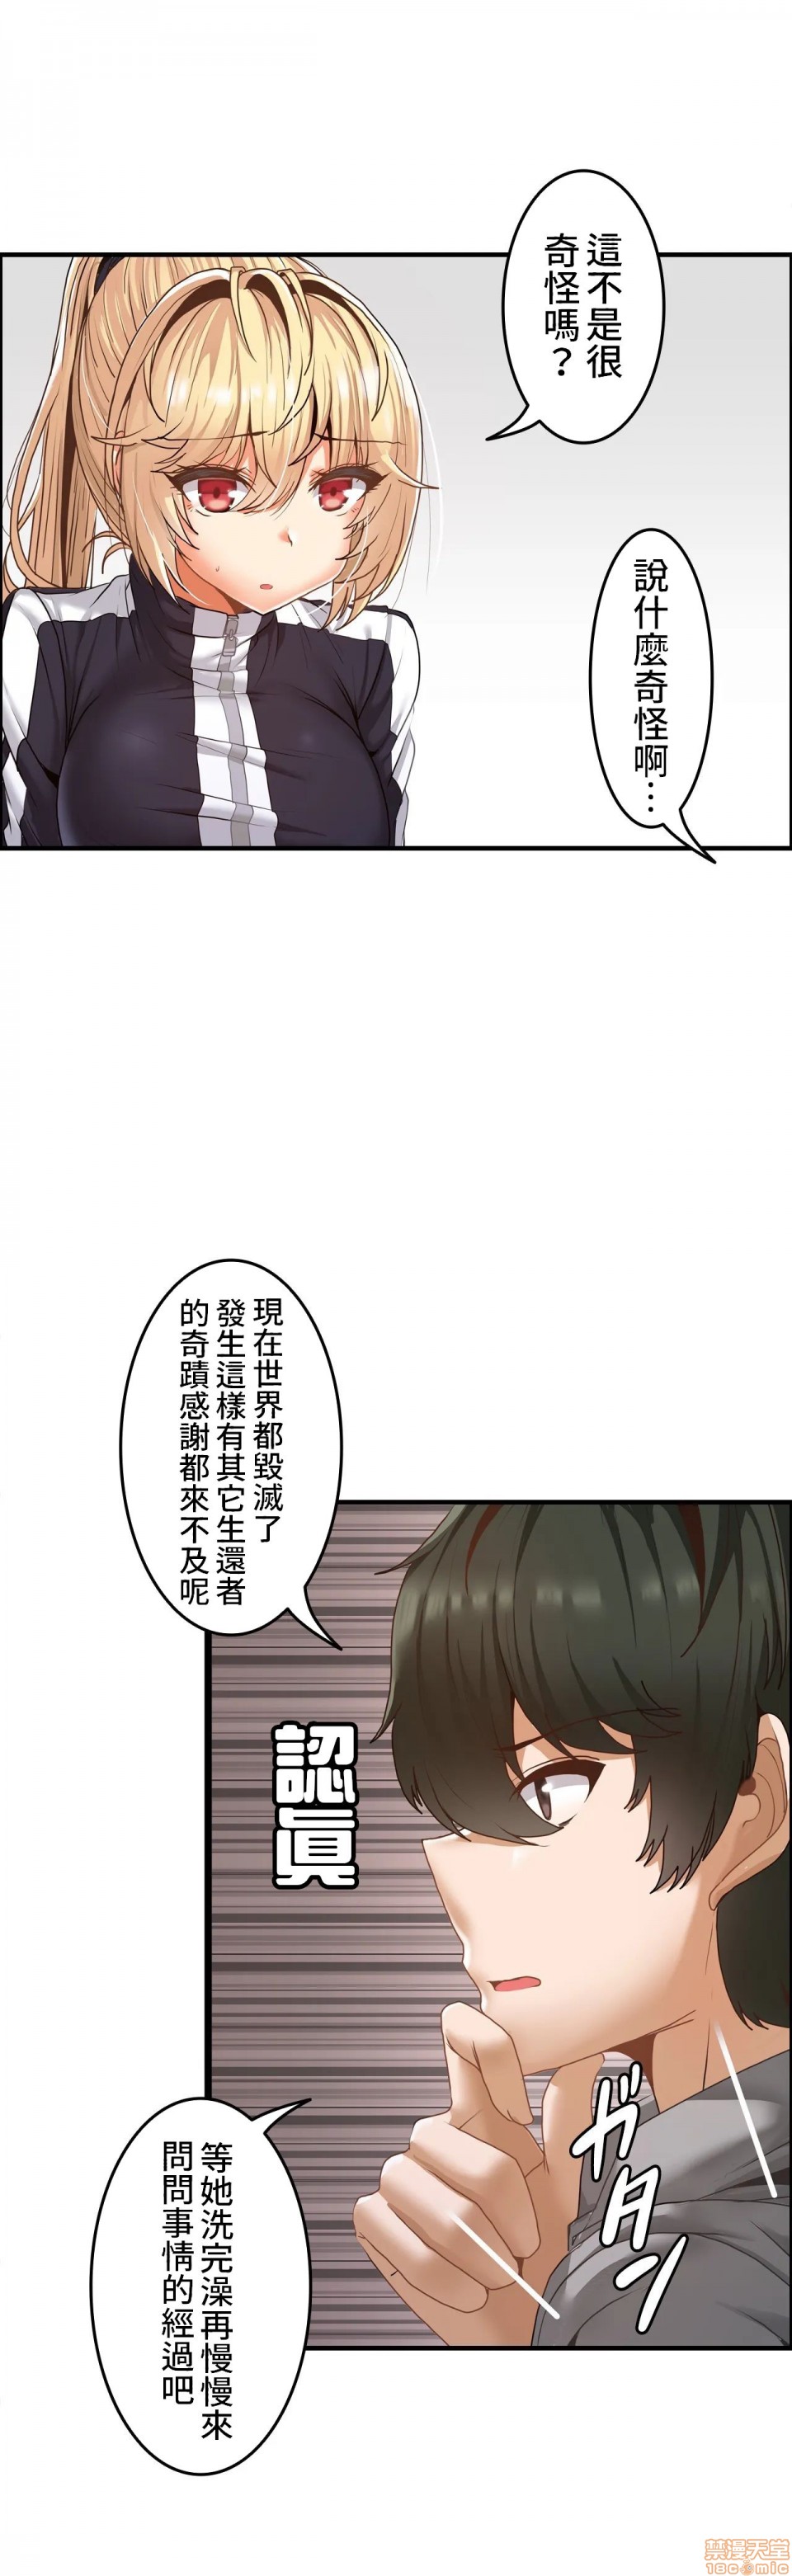 這不是很
奇怪嗎？
說什麼奇怪啊…
現在世界都毀滅了
發生這樣有其它生還者
的奇蹟感謝都來不及呢
認真
ガタン
等她洗完澡再慢慢來
問問事情的經過吧
禁漫天堂
18comic